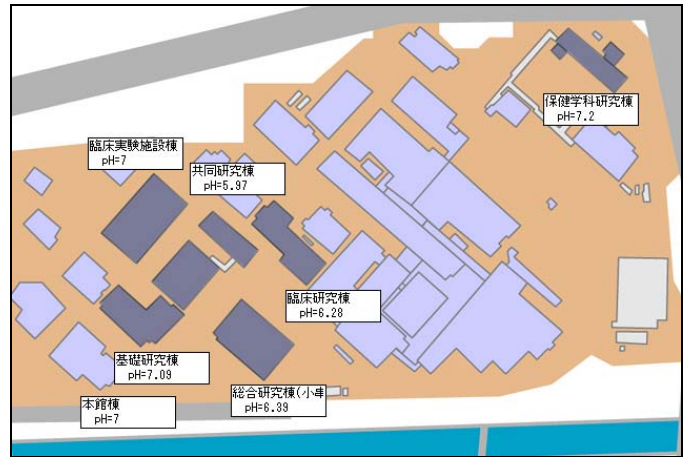 保健学科研究棟
pH=7.2
臨床実験施設棟
pH=7
共同研究棟
pH=5.97
臨床研究棟
pH=6.28
基礎研究棟
pH=7.09
総合研究棟(小串
pH=6.39
本館棟
pH=7